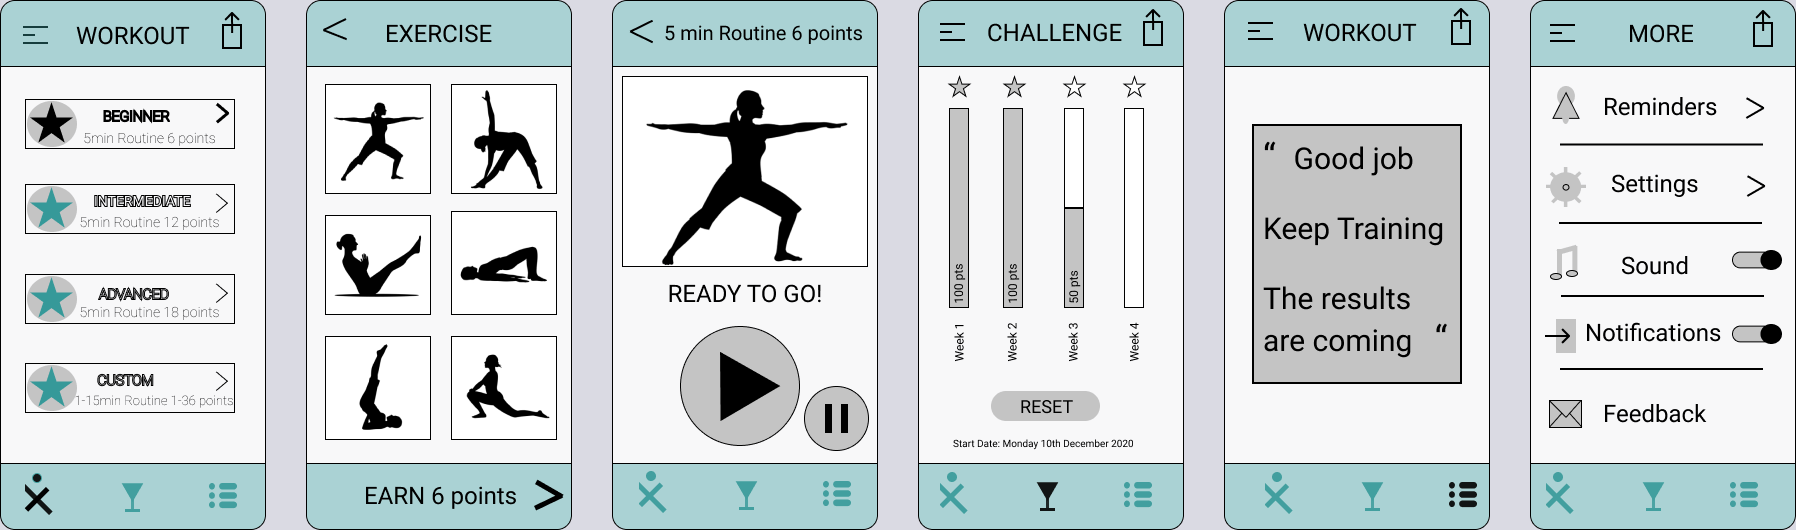 WORKOUT
BEGINNER
5min Routine 6 points
INTERMEDIATE
5min Routine 12 points
ADVANCED
5min Routine 18 points
CUSTOM
1-15min Routine 1-36 points
EXERCISE
EARN 6 points
5 min Routine 6 points
READY TO GO!
CHALLENGE
100 pts
100 pts
50 pts
Week 1
Week 2
Week 3
Week 4
RESET
Start Date: Monday 10th December 2020
WORKOUT
“ Good job
Keep Training
The results
are coming “
MORE
Reminders
Settings
Sound
Notifications
Feedback